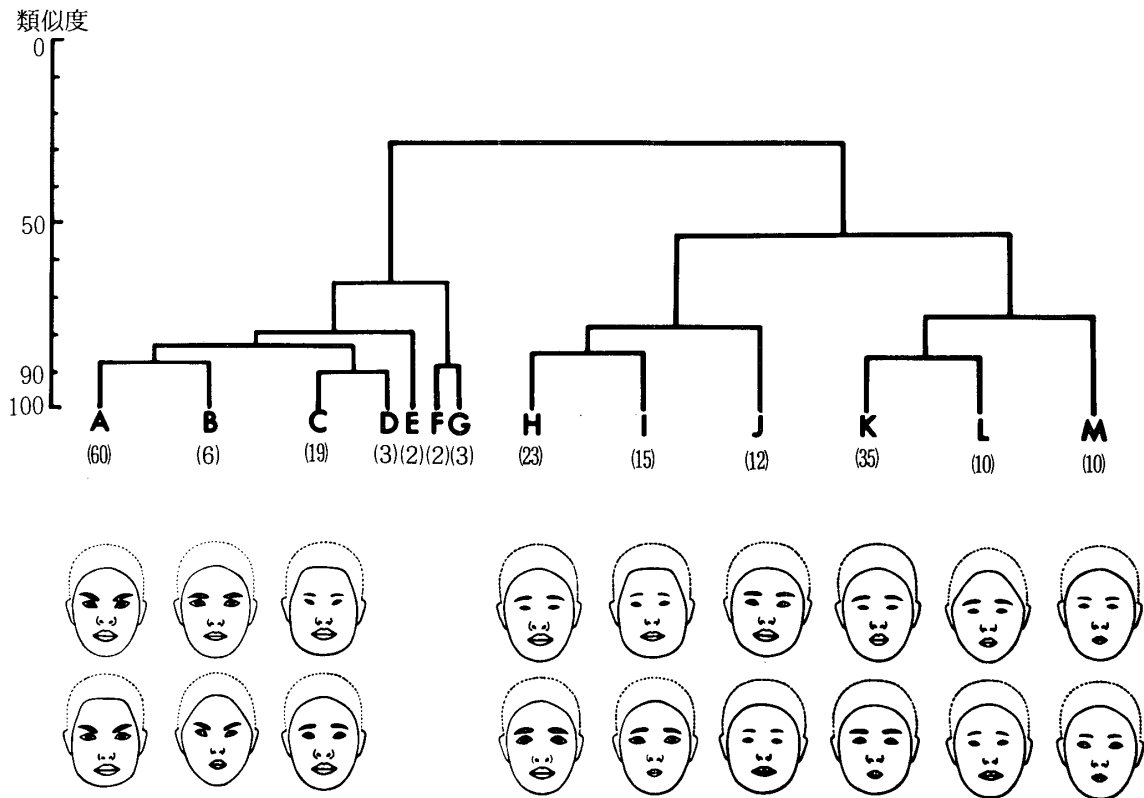 類似度
0
50
90
100
A B C D E F G H I J K L M
(60) (6) (19) (3) (2) (2) (3) (23) (15) (12) (35) (10) (10)